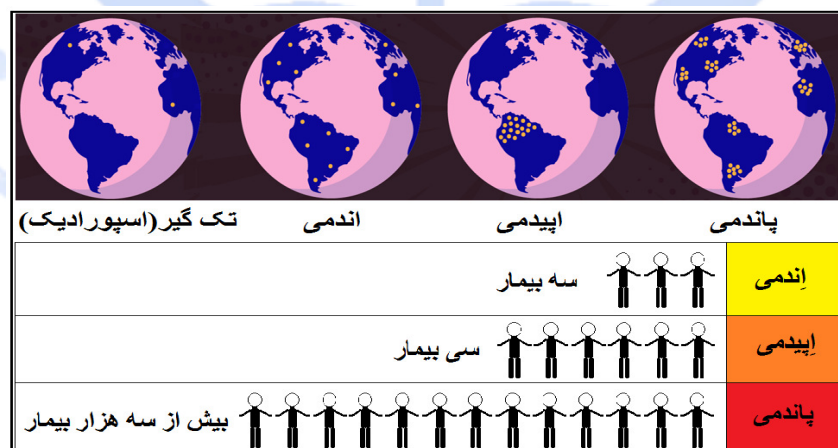 پاندمی
اپیدمی
اندمی
تک گیر(اسپورادیک)
اِندمی
سه بیمار
اِپیدمی
سی بیمار
پاندمی
بیش از سه هزار بیمار